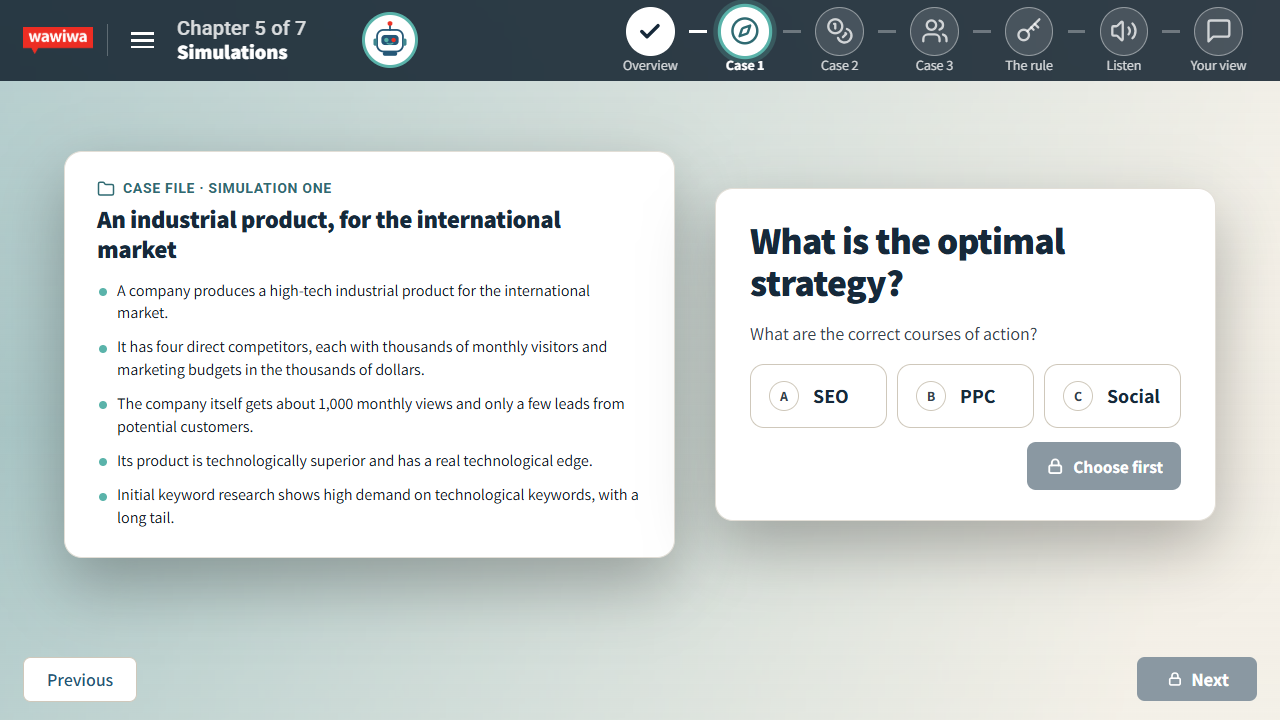 wawiwa
Chapter 5 of 7
Simulations
Overview
Case 1
Case 2
Case 3
The rule
Listen
Your view
CASE FILE · SIMULATION ONE
An industrial product, for the international
market
A company produces a high-tech industrial product for the international
market.
It has four direct competitors, each with thousands of monthly visitors and
marketing budgets in the thousands of dollars.
The company itself gets about 1,000 monthly views and only a few leads from
potential customers.
Its product is technologically superior and has a real technological edge.
Initial keyword research shows high demand on technological keywords, with a
long tail.
What is the optimal
strategy?
What are the correct courses of action?
A SEO
B PPC
C Social
Choose first
Previous
Next